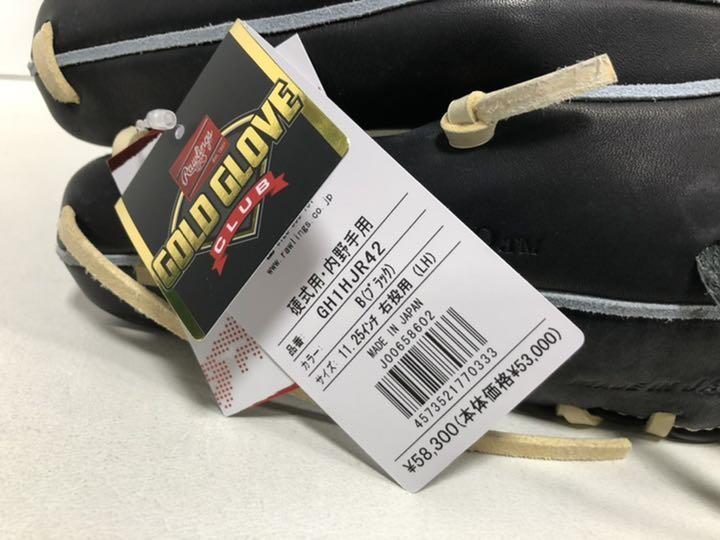 Rawlings
GOLD GLOVE
CLUB
www.rawlings.co.jp
硬式用・内野手用
品番: GH1HJR42
カラー: B(ブラック)
サイズ: 11.25インチ 右投用 (LH)
MADE IN JAPAN
J00658602
4573521770333
¥58,300(本体価格¥53,000)
TM